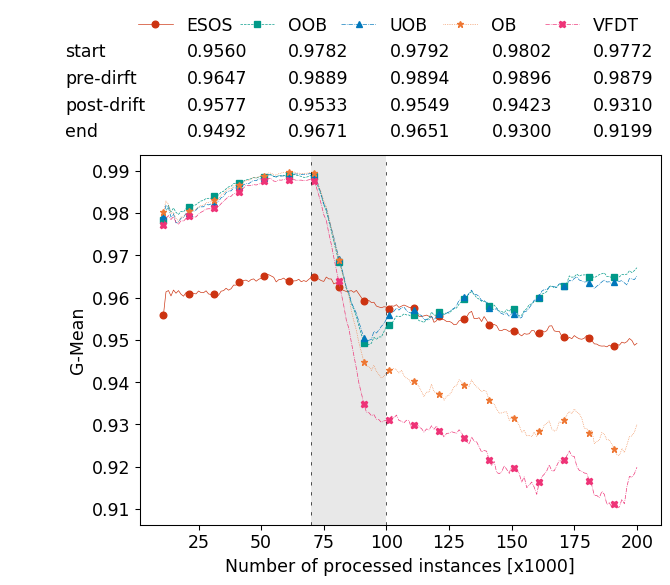 ESOS OOB UOB OB VFDT
start 0.9560 0.9782 0.9792 0.9802 0.9772
pre-dirft 0.9647 0.9889 0.9894 0.9896 0.9879
post-drift 0.9577 0.9533 0.9549 0.9423 0.9310
end 0.9492 0.9671 0.9651 0.9300 0.9199
0.99
0.98
0.97
0.96
0.95
0.94
0.93
0.92
0.91
G-Mean
25 50 75 100 125 150 175 200
Number of processed instances [x1000]